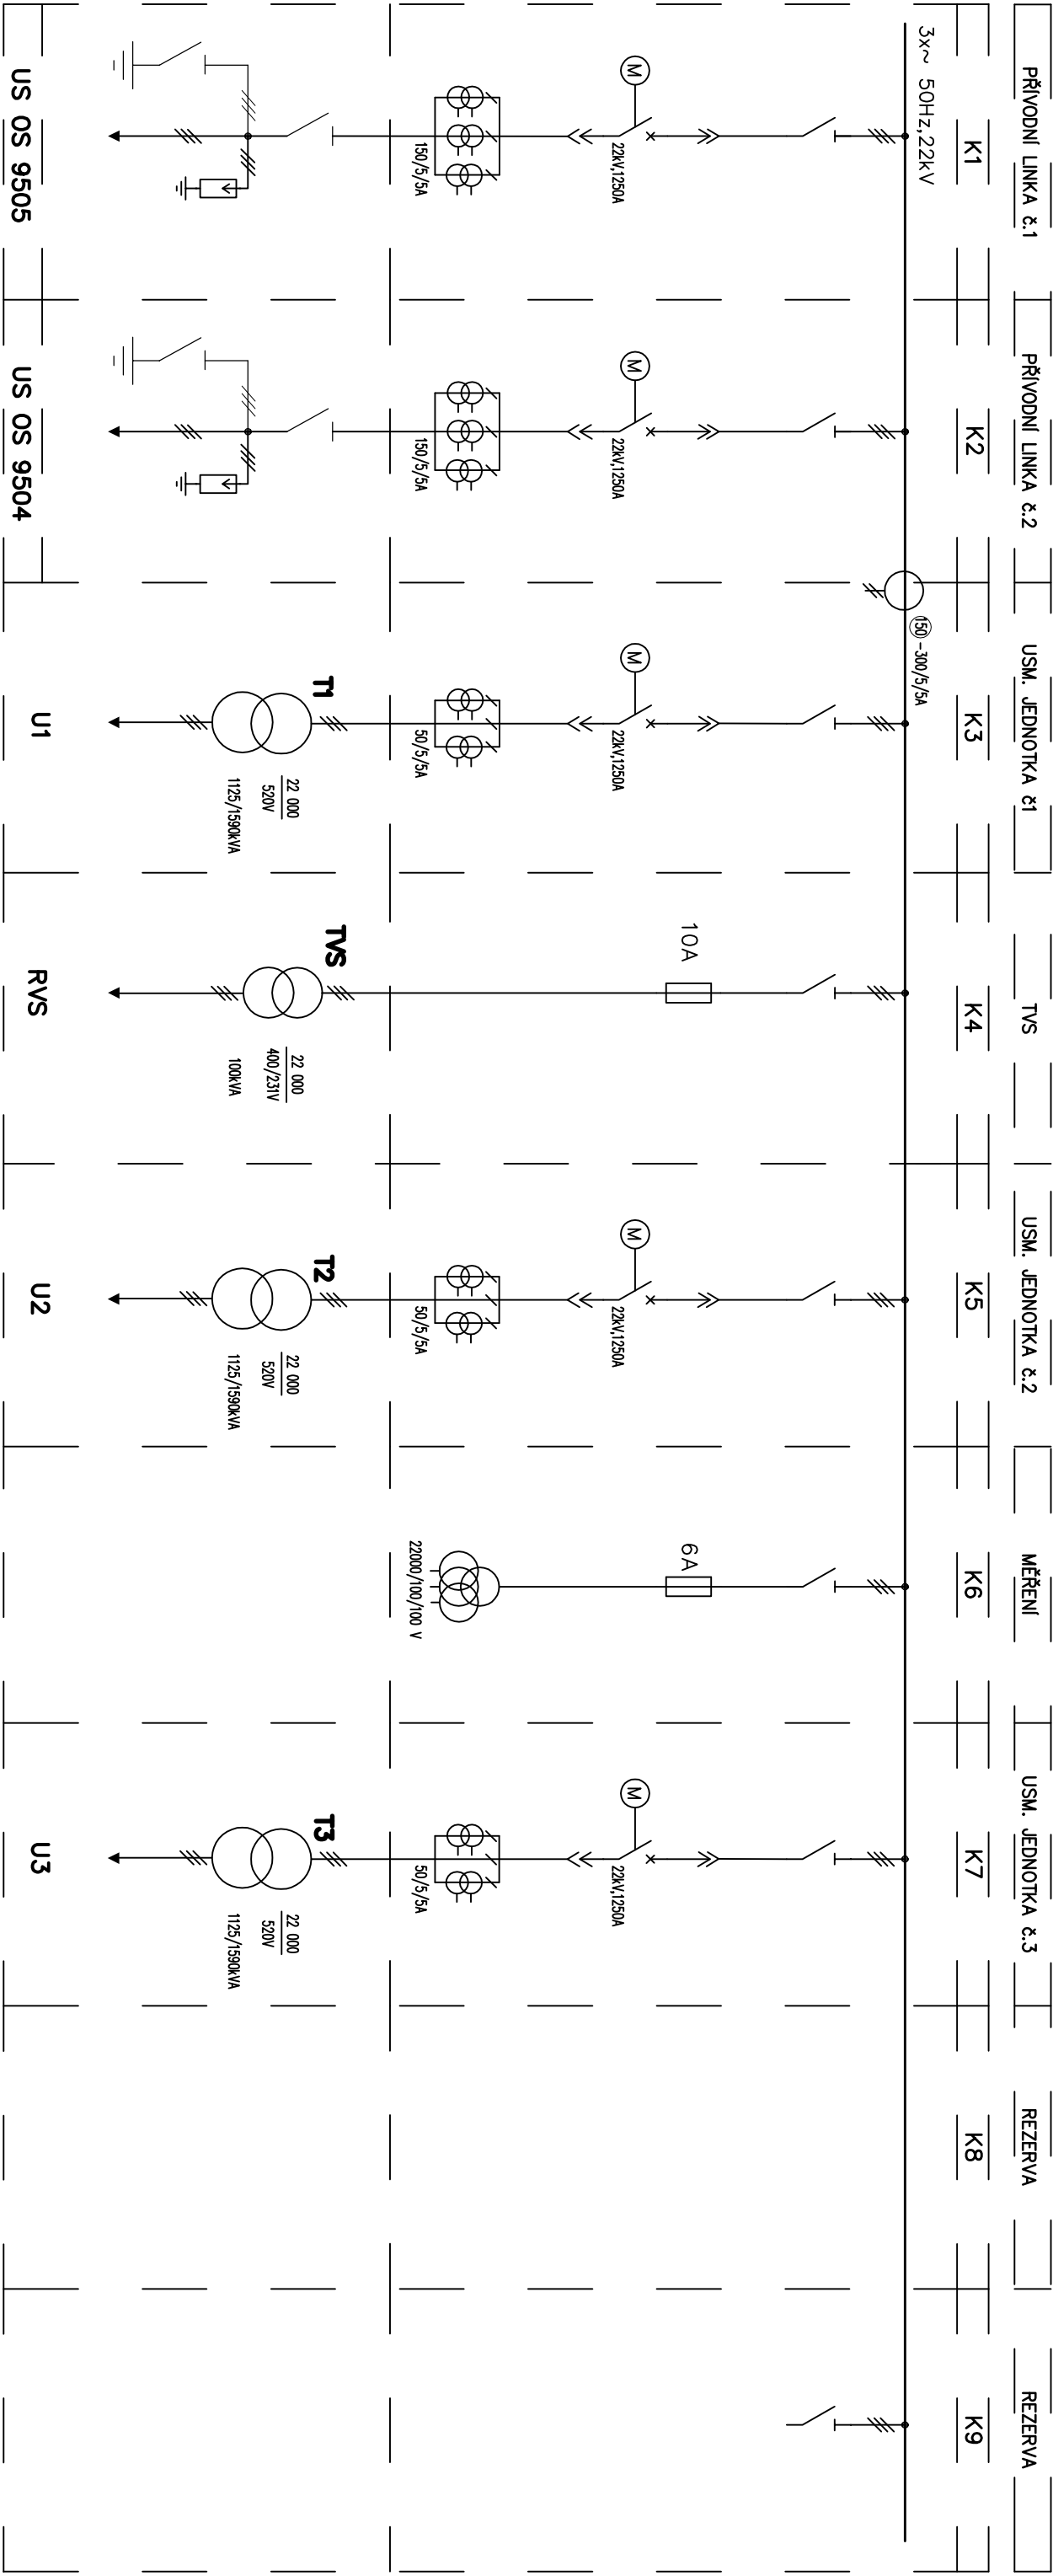 PŘÍVODNÍ LINKA č.1
PŘÍVODNÍ LINKA č.2
USM. JEDNOTKA č1
TVS
USM. JEDNOTKA č.2
MĚŘENÍ
USM. JEDNOTKA č.3
REZERVA
REZERVA
K1
K2
K3
K4
K5
K6
K7
K8
K9
3x~ 50Hz,22kV
150-300/5/5A
10A
6A
M
22kV,1250A
M
22kV,1250A
M
22kV,1250A
M
22kV,1250A
M
22kV,1250A
150/5/5A
150/5/5A
50/5/5A
50/5/5A
22000/100/100 V
50/5/5A
T1
22 000
520V
1125/1590kVA
TVS
22 000
400/231V
100kVA
T2
22 000
520V
1125/1590kVA
T3
22 000
520V
1125/1590kVA
US OS 9505
US OS 9504
U1
RVS
U2
U3